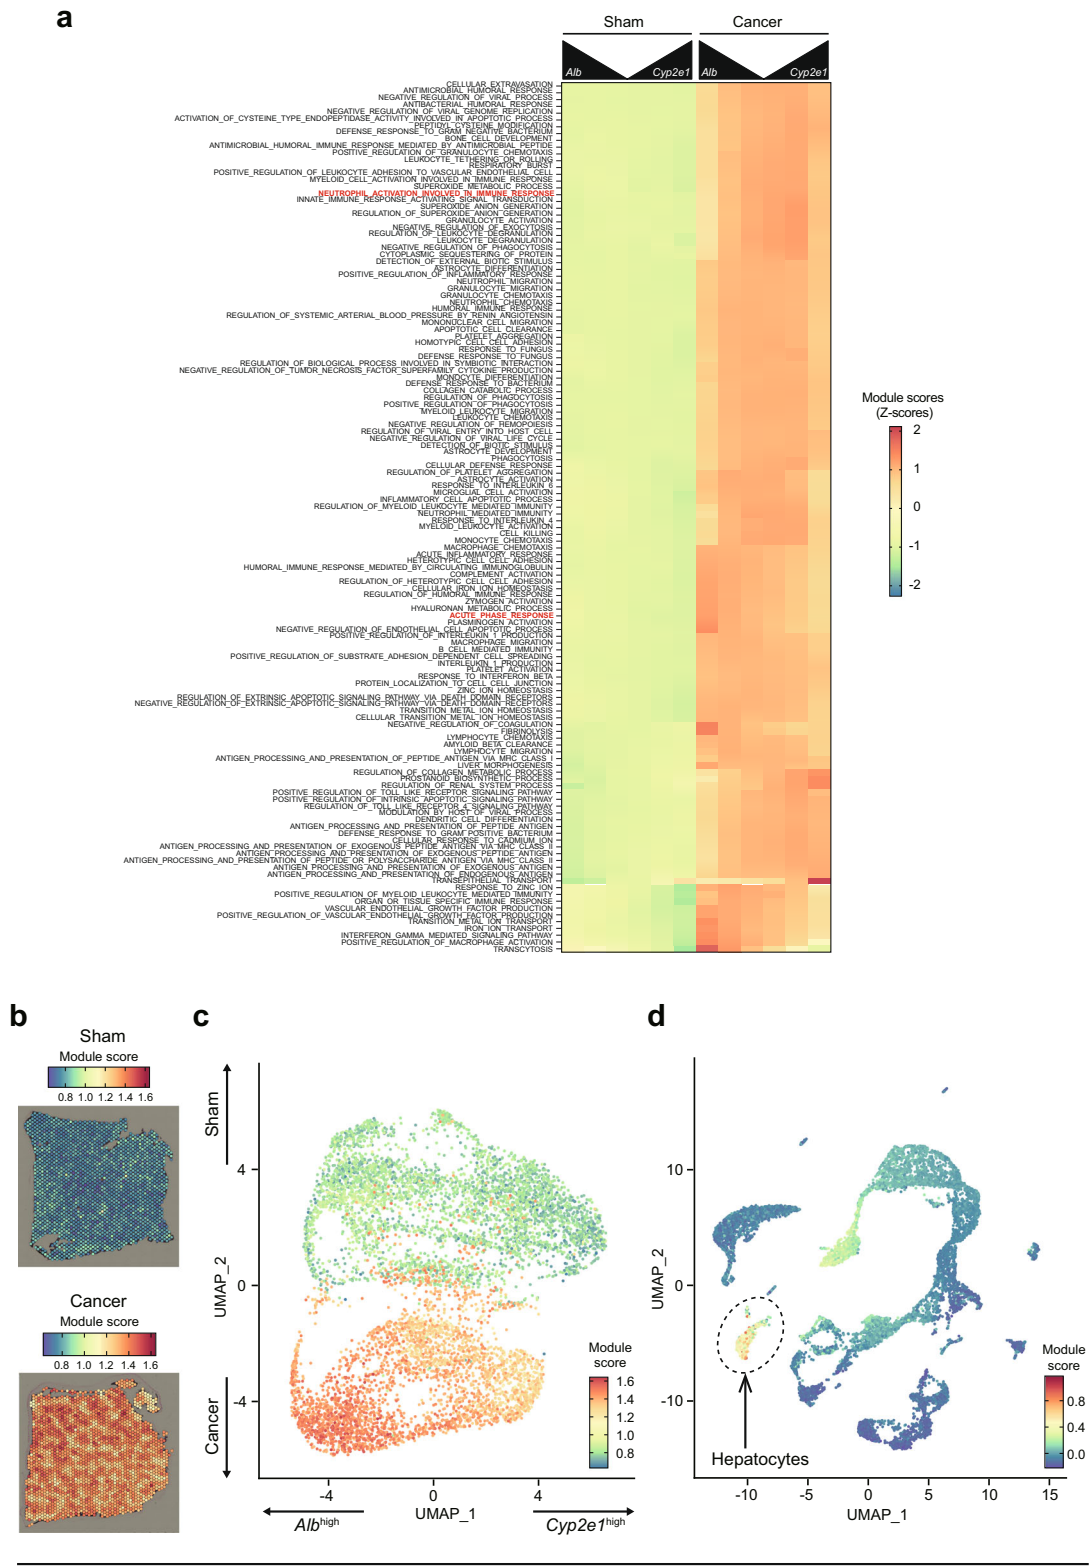 a
Sham Cancer
Alb Cyp2e1 Alb Cyp2e1
CELLULAR_EXTRAVASATION
ANTIMICROBIAL_HUMORAL_RESPONSE
NEGATIVE_REGULATION_OF_VIRAL_PROCESS
ANTIBACTERIAL_HUMORAL_RESPONSE
NEGATIVE_REGULATION_OF_VIRAL_GENOME_REPLICATION
ACTIVATION_OF_CYSTEINE_TYPE_ENDOPEPTIDASE_ACTIVITY_INVOLVED_IN_APOPTOTIC_PROCESS
PEPTIDYL_CYSTEINE_MODIFICATION
DEFENSE_RESPONSE_TO_GRAM_NEGATIVE_BACTERIUM
BONE_CELL_DEVELOPMENT
ANTIMICROBIAL_HUMORAL_IMMUNE_RESPONSE_MEDIATED_BY_ANTIMICROBIAL_PEPTIDE
POSITIVE_REGULATION_OF_GRANULOCYTE_CHEMOTAXIS
LEUKOCYTE_TETHERING_OR_ROLLING
RESPIRATORY_BURST
POSITIVE_REGULATION_OF_LEUKOCYTE_ADHESION_TO_VASCULAR_ENDOTHELIAL_CELL
MYELOID_CELL_ACTIVATION_INVOLVED_IN_IMMUNE_RESPONSE
SUPEROXIDE_METABOLIC_PROCESS
NEUTROPHIL_ACTIVATION_INVOLVED_IN_IMMUNE_RESPONSE
INNATE_IMMUNE_RESPONSE_ACTIVATING_SIGNAL_TRANSDUCTION
SUPEROXIDE_ANION_GENERATION
REGULATION_OF_SUPEROXIDE_ANION_GENERATION
GRANULOCYTE_ACTIVATION
NEGATIVE_REGULATION_OF_EXOCYTOSIS
REGULATION_OF_LEUKOCYTE_DEGRANULATION
LEUKOCYTE_DEGRANULATION
NEGATIVE_REGULATION_OF_PHAGOCYTOSIS
CYTOPLASMIC_SEQUESTERING_OF_PROTEIN
DETECTION_OF_EXTERNAL_BIOTIC_STIMULUS
ASTROCYTE_DIFFERENTIATION
POSITIVE_REGULATION_OF_INFLAMMATORY_RESPONSE
NEUTROPHIL_MIGRATION
GRANULOCYTE_MIGRATION
GRANULOCYTE_CHEMOTAXIS
NEUTROPHIL_CHEMOTAXIS
HUMORAL_IMMUNE_RESPONSE
REGULATION_OF_SYSTEMIC_ARTERIAL_BLOOD_PRESSURE_BY_RENIN_ANGIOTENSIN
MONONUCLEAR_CELL_MIGRATION
APOPTOTIC_CELL_CLEARANCE
PLATELET_AGGREGATION
HOMOTYPIC_CELL_CELL_ADHESION
RESPONSE_TO_FUNGUS
DEFENSE_RESPONSE_TO_FUNGUS
REGULATION_OF_BIOLOGICAL_PROCESS_INVOLVED_IN_SYMBIOTIC_INTERACTION
NEGATIVE_REGULATION_OF_TUMOR_NECROSIS_FACTOR_SUPERFAMILY_CYTOKINE_PRODUCTION
MONOCYTE_DIFFERENTIATION
DEFENSE_RESPONSE_TO_BACTERIUM
COLLAGEN_CATABOLIC_PROCESS
REGULATION_OF_PHAGOCYTOSIS
POSITIVE_REGULATION_OF_PHAGOCYTOSIS
MYELOID_LEUKOCYTE_MIGRATION
LEUKOCYTE_CHEMOTAXIS
NEGATIVE_REGULATION_OF_HEMOPOIESIS
REGULATION_OF_VIRAL_ENTRY_INTO_HOST_CELL
NEGATIVE_REGULATION_OF_VIRAL_LIFE_CYCLE
DETECTION_OF_BIOTIC_STIMULUS
ASTROCYTE_DEVELOPMENT
PHAGOCYTOSIS
CELLULAR_DEFENSE_RESPONSE
REGULATION_OF_PLATELET_AGGREGATION
ASTROCYTE_ACTIVATION
RESPONSE_TO_INTERLEUKIN_6
MICROGLIAL_CELL_ACTIVATION
INFLAMMATORY_CELL_APOPTOTIC_PROCESS
REGULATION_OF_MYELOID_LEUKOCYTE_MEDIATED_IMMUNITY
NEUTROPHIL_MEDIATED_IMMUNITY
RESPONSE_TO_INTERLEUKIN_4
MYELOID_LEUKOCYTE_ACTIVATION
CELL_KILLING
MONOCYTE_CHEMOTAXIS
MACROPHAGE_CHEMOTAXIS
ACUTE_INFLAMMATORY_RESPONSE
HETEROTYPIC_CELL_CELL_ADHESION
HUMORAL_IMMUNE_RESPONSE_MEDIATED_BY_CIRCULATING_IMMUNOGLOBULIN
COMPLEMENT_ACTIVATION
REGULATION_OF_HETEROTYPIC_CELL_CELL_ADHESION
CELLULAR_IRON_ION_HOMEOSTASIS
REGULATION_OF_HUMORAL_IMMUNE_RESPONSE
ZYMOGEN_ACTIVATION
HYALURONAN_METABOLIC_PROCESS
ACUTE_PHASE_RESPONSE
PLASMINOGEN_ACTIVATION
NEGATIVE_REGULATION_OF_ENDOTHELIAL_CELL_APOPTOTIC_PROCESS
POSITIVE_REGULATION_OF_INTERLEUKIN_1_PRODUCTION
MACROPHAGE_MIGRATION
B_CELL_MEDIATED_IMMUNITY
POSITIVE_REGULATION_OF_SUBSTRATE_ADHESION_DEPENDENT_CELL_SPREADING
INTERLEUKIN_1_PRODUCTION
PLATELET_ACTIVATION
RESPONSE_TO_INTERFERON_BETA
PROTEIN_LOCALIZATION_TO_CELL_CELL_JUNCTION
ZINC_ION_HOMEOSTASIS
REGULATION_OF_EXTRINSIC_APOPTOTIC_SIGNALING_PATHWAY_VIA_DEATH_DOMAIN_RECEPTORS
NEGATIVE_REGULATION_OF_EXTRINSIC_APOPTOTIC_SIGNALING_PATHWAY_VIA_DEATH_DOMAIN_RECEPTORS
TRANSITION_METAL_ION_HOMEOSTASIS
CELLULAR_TRANSITION_METAL_ION_HOMEOSTASIS
NEGATIVE_REGULATION_OF_COAGULATION
FIBRINOLYSIS
LYMPHOCYTE_CHEMOTAXIS
AMYLOID_BETA_CLEARANCE
LYMPHOCYTE_MIGRATION
ANTIGEN_PROCESSING_AND_PRESENTATION_OF_PEPTIDE_ANTIGEN_VIA_MHC_CLASS_I
LIVER_MORPHOGENESIS
REGULATION_OF_COLLAGEN_METABOLIC_PROCESS
PROSTANOID_BIOSYNTHETIC_PROCESS
REGULATION_OF_RENAL_SYSTEM_PROCESS
POSITIVE_REGULATION_OF_TOLL_LIKE_RECEPTOR_SIGNALING_PATHWAY
POSITIVE_REGULATION_OF_INTRINSIC_APOPTOTIC_SIGNALING_PATHWAY
REGULATION_OF_TOLL_LIKE_RECEPTOR_4_SIGNALING_PATHWAY
MODULATION_BY_HOST_OF_VIRAL_PROCESS
DENDRITIC_CELL_DIFFERENTIATION
ANTIGEN_PROCESSING_AND_PRESENTATION_OF_PEPTIDE_ANTIGEN
DEFENSE_RESPONSE_TO_GRAM_POSITIVE_BACTERIUM
CELLULAR_RESPONSE_TO_CADMIUM_ION
ANTIGEN_PROCESSING_AND_PRESENTATION_OF_EXOGENOUS_PEPTIDE_ANTIGEN_VIA_MHC_CLASS_II
ANTIGEN_PROCESSING_AND_PRESENTATION_OF_EXOGENOUS_PEPTIDE_ANTIGEN
ANTIGEN_PROCESSING_AND_PRESENTATION_OF_PEPTIDE_OR_POLYSACCHARIDE_ANTIGEN_VIA_MHC_CLASS_II
ANTIGEN_PROCESSING_AND_PRESENTATION_OF_EXOGENOUS_ANTIGEN
ANTIGEN_PROCESSING_AND_PRESENTATION_OF_ENDOGENOUS_ANTIGEN
TRANSEPITHELIAL_TRANSPORT
RESPONSE_TO_ZINC_ION
POSITIVE_REGULATION_OF_MYELOID_LEUKOCYTE_MEDIATED_IMMUNITY
ORGAN_OR_TISSUE_SPECIFIC_IMMUNE_RESPONSE
VASCULAR_ENDOTHELIAL_GROWTH_FACTOR_PRODUCTION
POSITIVE_REGULATION_OF_VASCULAR_ENDOTHELIAL_GROWTH_FACTOR_PRODUCTION
TRANSITION_METAL_ION_TRANSPORT
IRON_ION_TRANSPORT
INTERFERON_GAMMA_MEDIATED_SIGNALING_PATHWAY
POSITIVE_REGULATION_OF_MACROPHAGE_ACTIVATION
TRANSCYTOSIS
Module scores
(Z-scores)
2
1
0
-1
-2
b
Sham
Module score
0.8 1.0 1.2 1.4 1.6
Cancer
Module score
0.8 1.0 1.2 1.4 1.6
c
Sham
Cancer
UMAP_2
4
0
-4
-4 0 4
UMAP_1
Alb high
Cyp2e1 high
Module
score
1.6
1.4
1.2
1.0
0.8
d
UMAP_2
10
0
-10
Hepatocytes
-10 -5 0 5 10 15
UMAP_1
Module
score
0.8
0.4
0.0